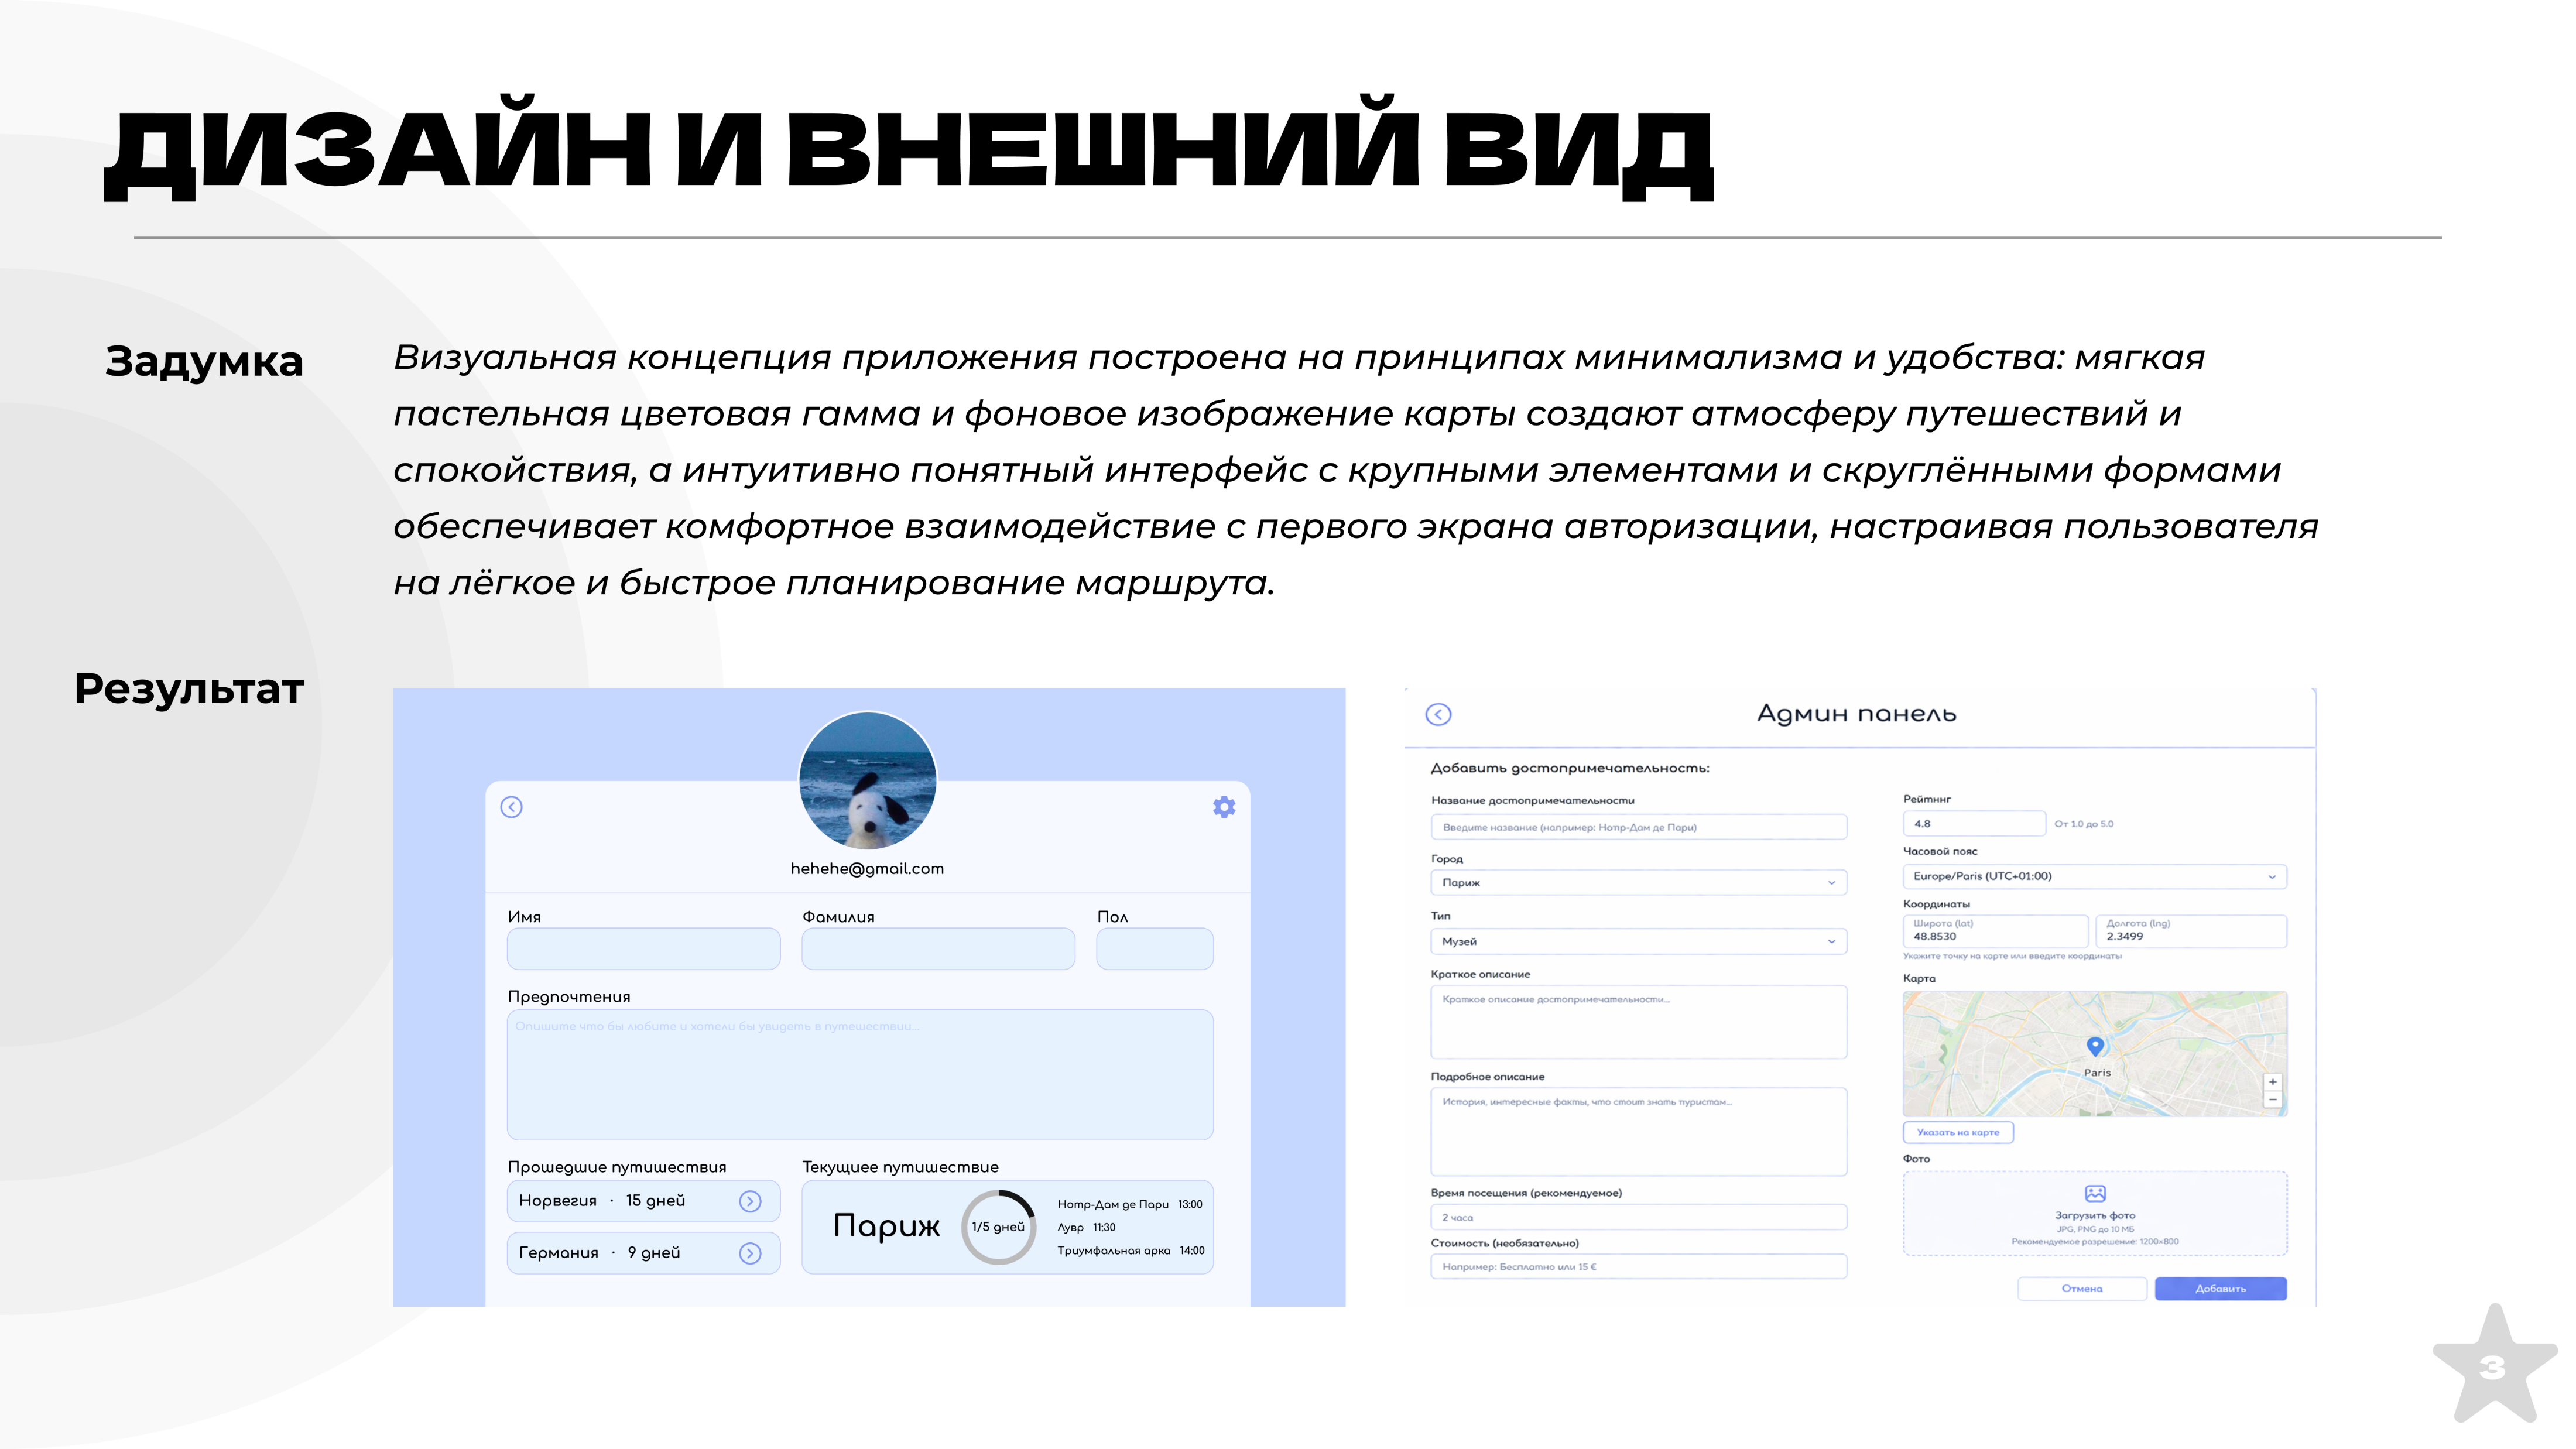 ДИЗАЙН И ВНЕШНИЙ ВИД
Задумка
Визуальная концепция приложения построена на принципах минимализма и удобства: мягкая
пастельная цветовая гамма и фоновое изображение карты создают атмосферу путешествий и
спокойствия, а интуитивно понятный интерфейс с крупными элементами и скруглёнными формами
обеспечивает комфортное взаимодействие с первого экрана авторизации, настраивая пользователя
на лёгкое и быстрое планирование маршрута.
Результат
hehehe@gmail.com
Имя
Фамилия
Пол
Предпочтения
Опишите что бы любите и хотели бы увидеть в путешествии...
Прошедшие путишествия
Норвегия · 15 дней
Германия · 9 дней
Текущиее путишествие
Париж
1/5 дней
Нотр-Дам де Пари 13:00
Лувр 11:30
Триумфальная арка 14:00
Админ панель
Добавить достопримечательность:
Название достопримечательности
Введите название (например: Нотр-Дам де Пари)
Город
Париж
Тип
Музей
Краткое описание
Краткое описание достопримечательности...
Подробное описание
История, интересные факты, что стоит знать туристам...
Время посещения (рекомендуемое)
2 часа
Стоимость (необязательно)
Например: Бесплатно или 15 €
Рейтинг
4.8
От 1.0 до 5.0
Часовой пояс
Europe/Paris (UTC+01:00)
Координаты
Широта (lat)
48.8530
Долгота (lng)
2.3499
Укажите точку на карте или введите координаты
Карта
Paris
+
−
Указать на карте
Фото
Загрузить фото
JPG, PNG до 10 МБ
Рекомендуемое разрешение: 1200×800
Отмена
Добавить
3